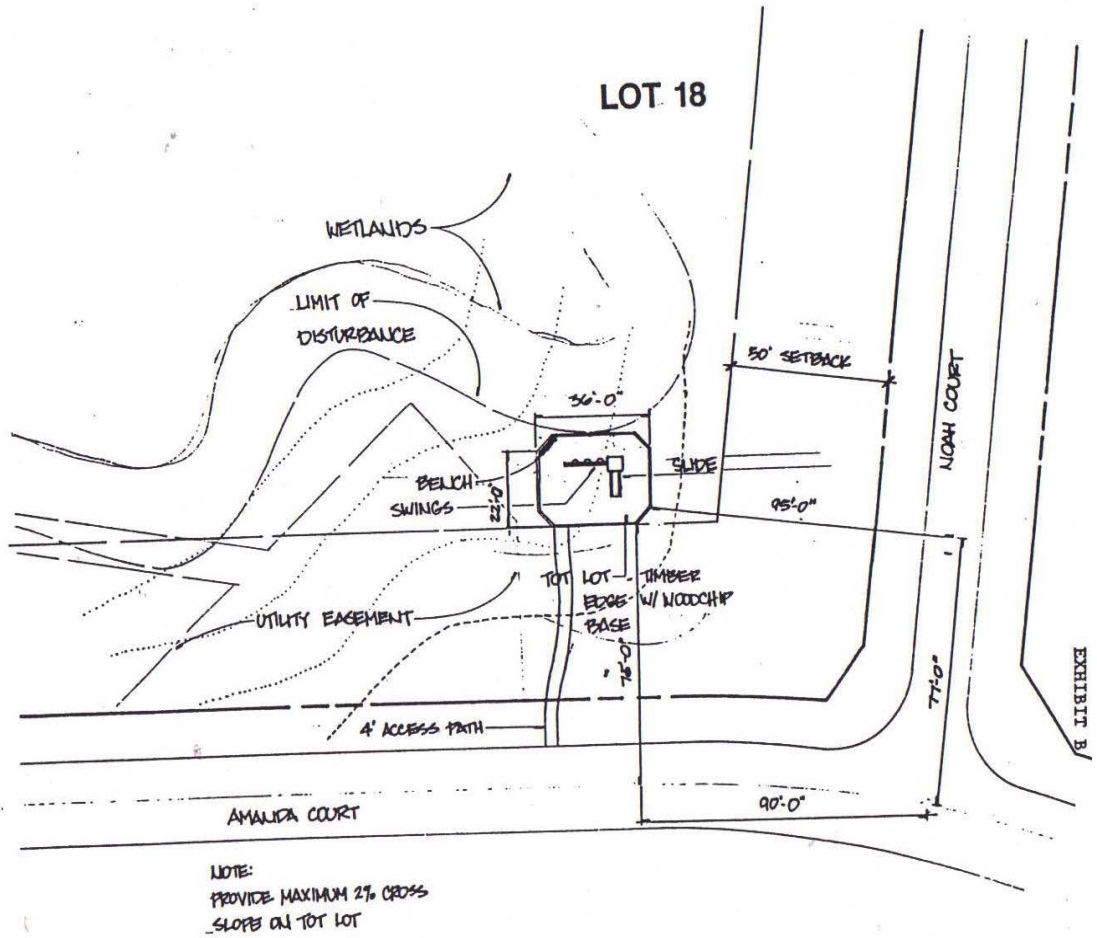 LOT 18
WETLANDS
LIMIT OF
DISTURBANCE
50' SETBACK
NOAH COURT
36'-0"
BENCH
SWINGS
22'-0"
SLIDE
95'-0"
TOT LOT - TIMBER
EDGE W/ WOODCHIP
BASE
UTILITY EASEMENT
77'-0"
EXHIBIT B
4' ACCESS PATH
90'-0"
AMANDA COURT
NOTE:
PROVIDE MAXIMUM 2% CROSS
SLOPE ON TOT LOT